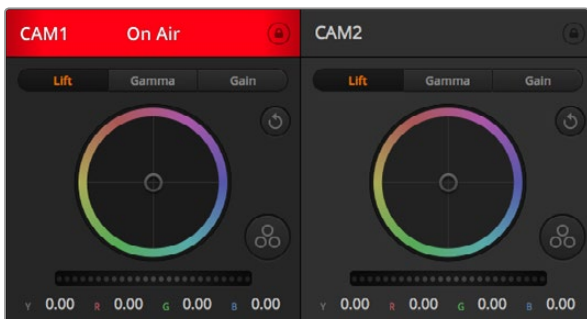 CAM1 On Air CAM2
Lift Gamma Gain Lift Gamma Gain
Y 0.00 R 0.00 G 0.00 B 0.00 Y 0.00 R 0.00 G 0.00 B 0.00